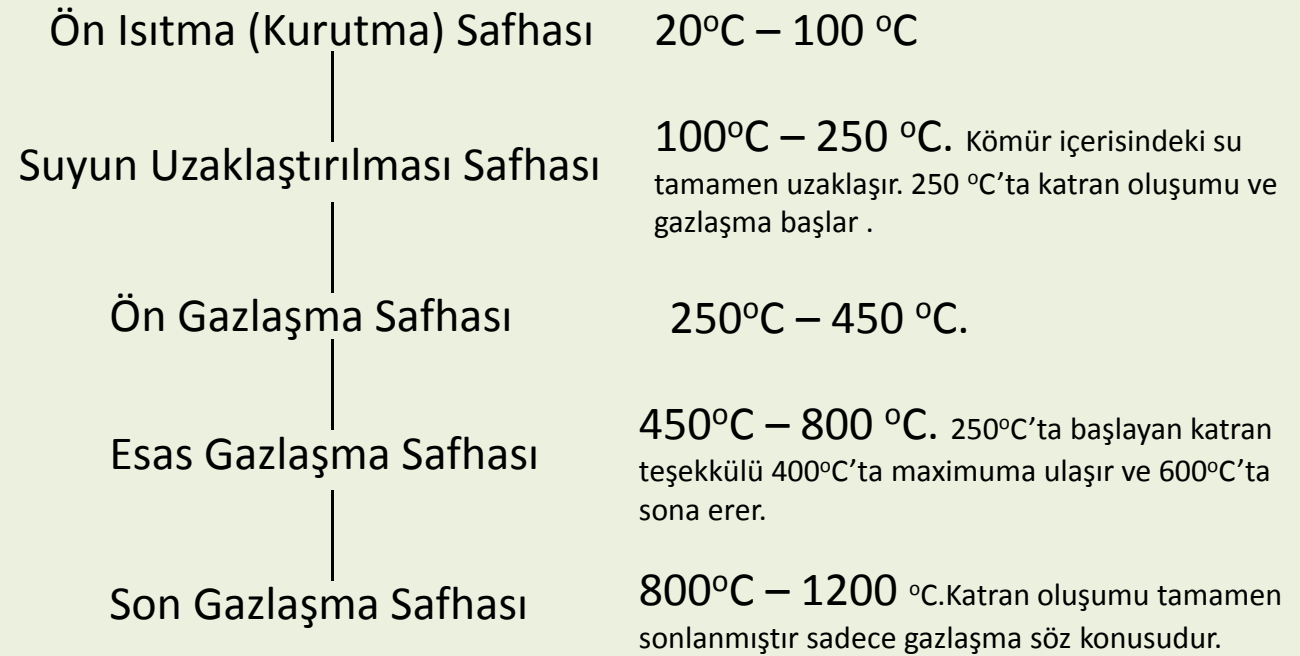 Ön Isıtma (Kurutma) Safhası 20°C – 100 °C
Suyun Uzaklaştırılması Safhası
100°C – 250 °C. Kömür içerisindeki su
tamamen uzaklaşır. 250 °C’ta katran oluşumu ve
gazlaşma başlar .
Ön Gazlaşma Safhası 250°C – 450 °C.
Esas Gazlaşma Safhası
450°C – 800 °C. 250°C’ta başlayan katran
teşekkülü 400°C’ta maximuma ulaşır ve 600°C’ta
sona erer.
Son Gazlaşma Safhası
800°C – 1200 °C.Katran oluşumu tamamen
sonlanmıştır sadece gazlaşma söz konusudur.